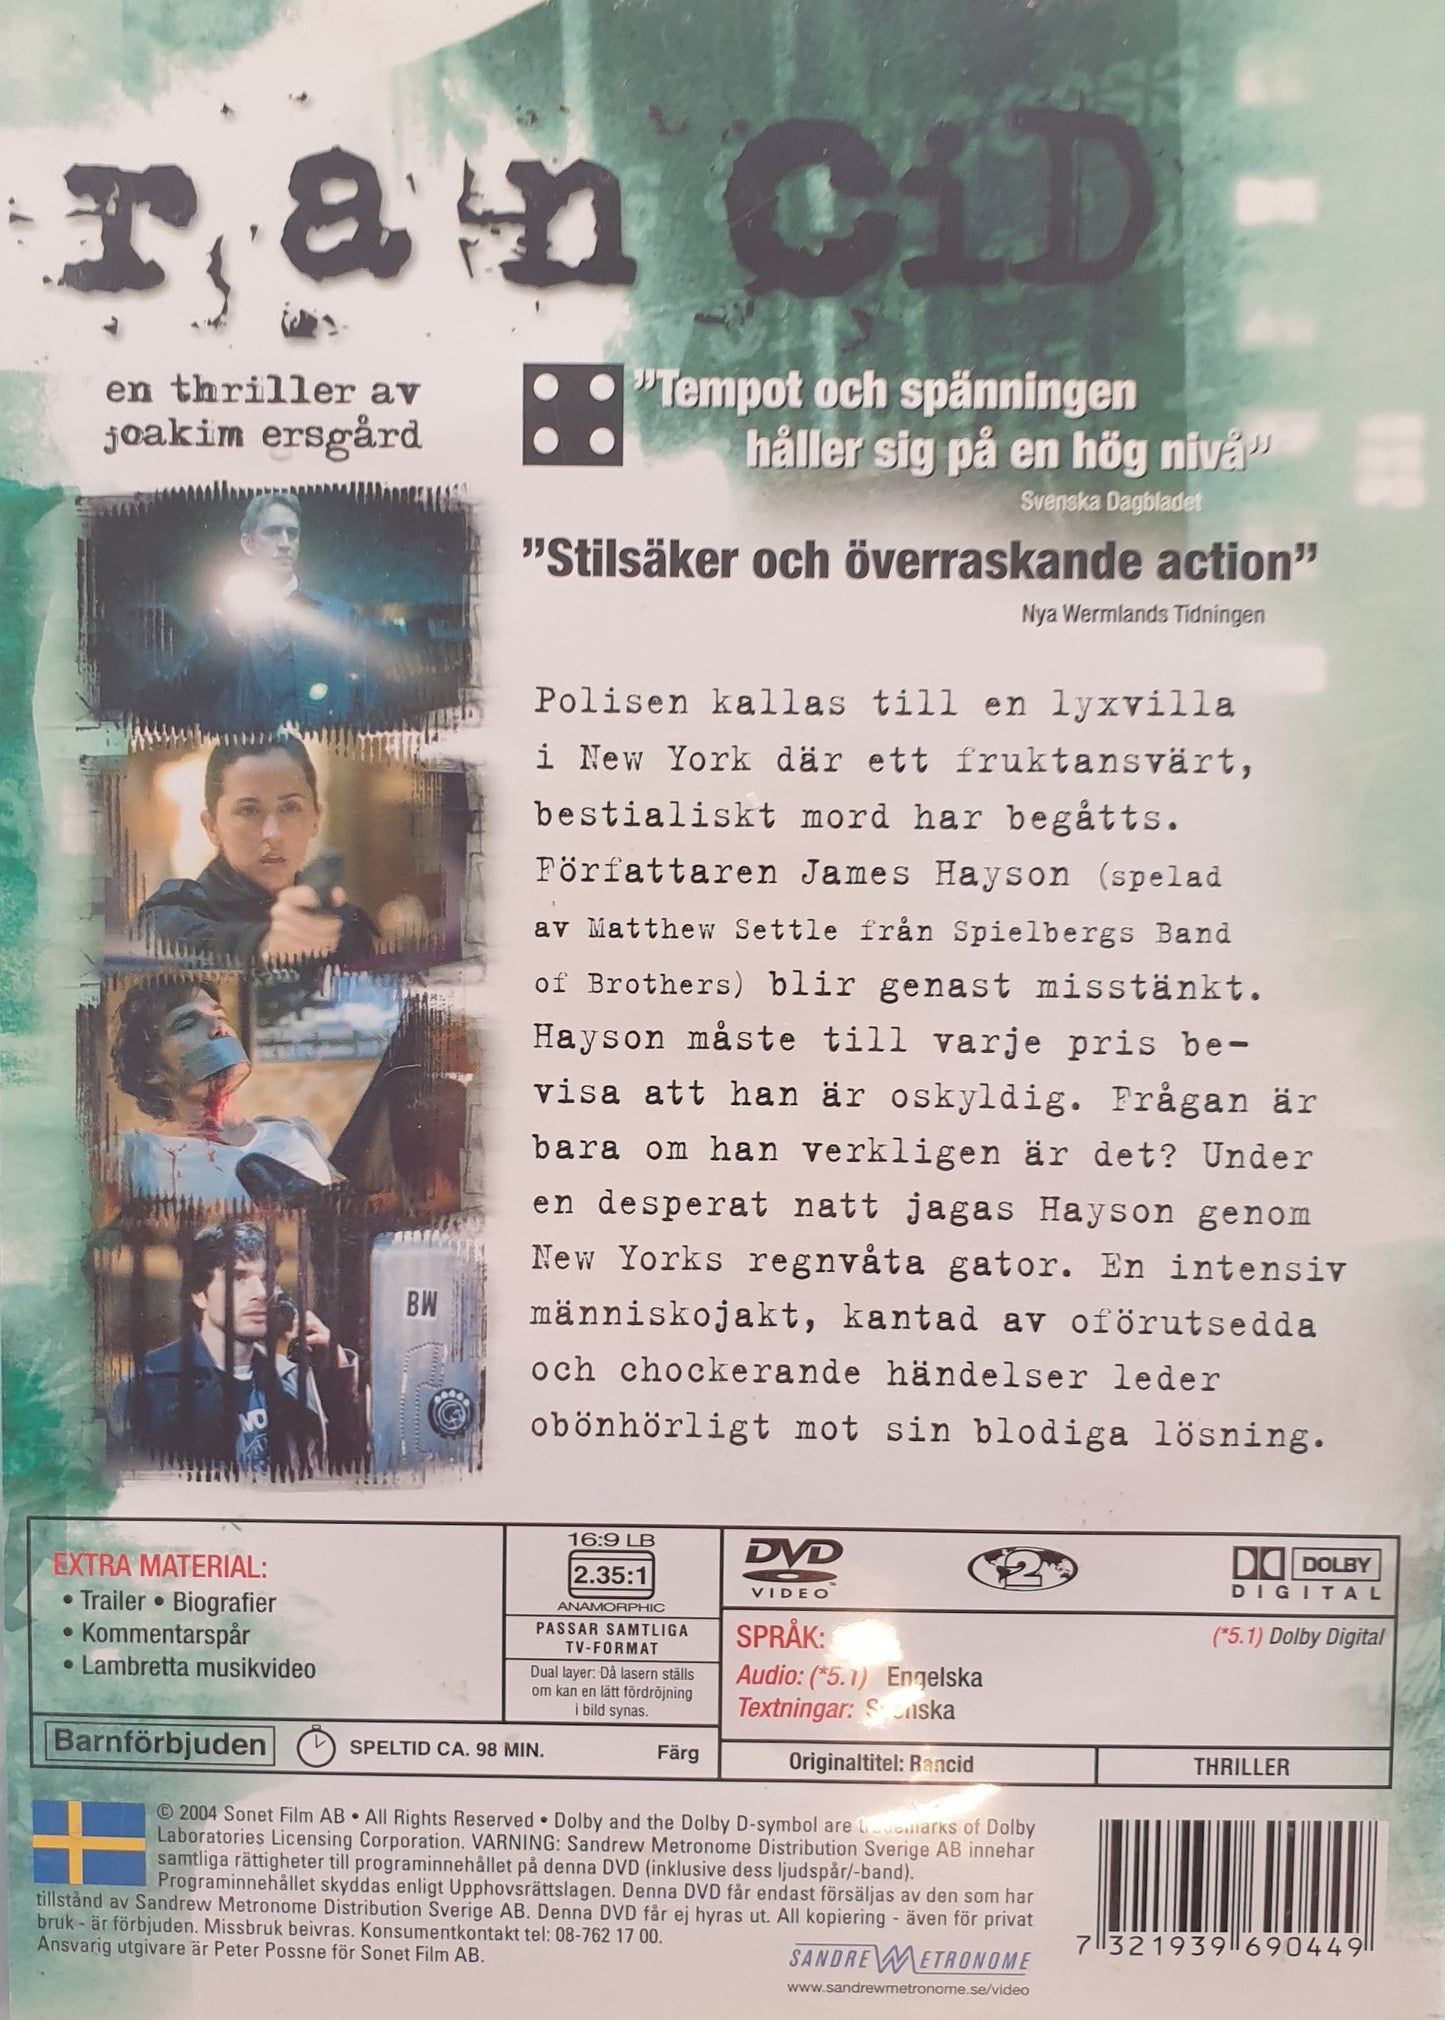 ranciD
en thriller av
joakim ersgård
"Tempot och spänningen
håller sig på en hög nivå"
Svenska Dagbladet
"Stilsäker och överraskande action"
Nya Wermlands Tidningen
Polisen kallas till en lyxvilla
i New York där ett fruktansvärt,
bestialiskt mord har begåtts.
Författaren James Hayson (spelad
av Matthew Settle från Spielbergs Band
of Brothers) blir genast misstänkt.
Hayson måste till varje pris be-
visa att han är oskyldig. Frågan är
bara om han verkligen är det? Under
en desperat natt jagas Hayson genom
New Yorks regnvåta gator. En intensiv
människojakt, kantad av oförutsedda
och chockerande händelser leder
obönhörligt mot sin blodiga lösning.
BW
EXTRA MATERIAL:
• Trailer • Biografier
• Kommentarspår
• Lambretta musikvideo
16:9 LB
2.35:1
ANAMORPHIC
PASSAR SAMTLIGA
TV-FORMAT
Dual layer: Då lasern ställs
om kan en lätt fördröjning
i bild synas.
DVD
VIDEO
2
DOLBY
DIGITAL
SPRÅK:
(*5.1) Dolby Digital
Audio: (*5.1) Engelska
Textningar: Svenska
Barnförbjuden
SPELTID CA. 98 MIN.
Färg
Originaltitel: Rancid
THRILLER
© 2004 Sonet Film AB • All Rights Reserved • Dolby and the Dolby D-symbol are trademarks of Dolby
Laboratories Licensing Corporation. VARNING: Sandrew Metronome Distribution Sverige AB innehar
samtliga rättigheter till programinnehållet på denna DVD (inklusive dess ljudspår/-band).
Programinnehållet skyddas enligt Upphovsrättslagen. Denna DVD får endast försäljas av den som har
tillstånd av Sandrew Metronome Distribution Sverige AB. Denna DVD får ej hyras ut. All kopiering - även för privat
bruk - är förbjuden. Missbruk beivras. Konsumentkontakt tel: 08-762 17 00.
Ansvarig utgivare är Peter Possne för Sonet Film AB.
SANDREW METRONOME
www.sandrewmetronome.se/video
7 321939 690449